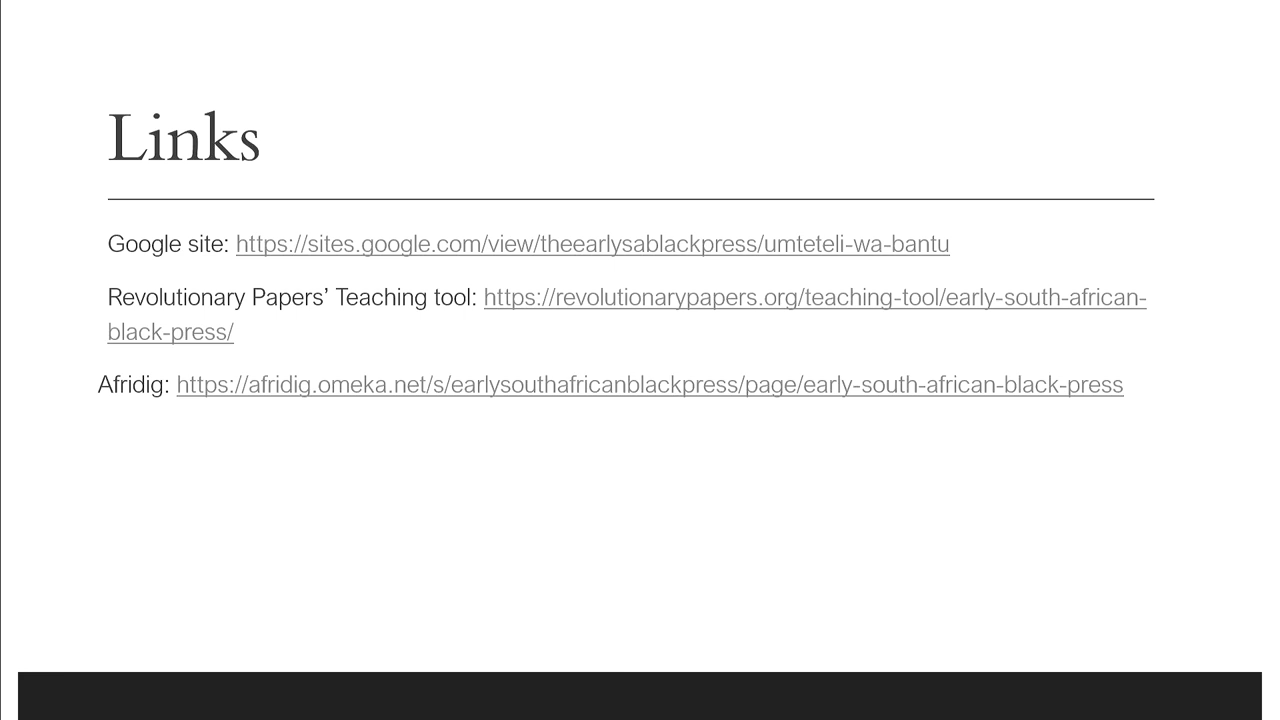 Links
Google site: https://sites.google.com/view/theearlysablackpress/umteteli-wa-bantu
Revolutionary Papers’ Teaching tool: https://revolutionarypapers.org/teaching-tool/early-south-african-
black-press/
Afridig: https://afridig.omeka.net/s/earlysouthafricanblackpress/page/early-south-african-black-press